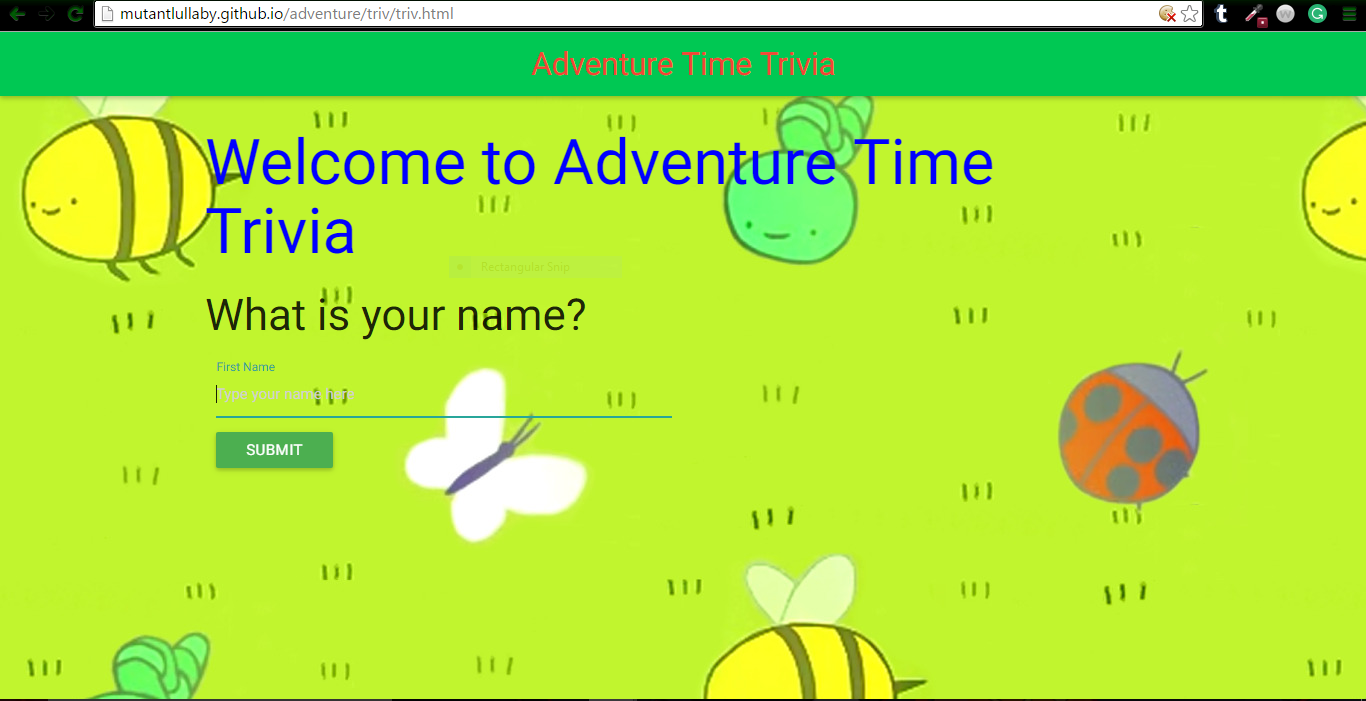 mutantlullaby.github.io/adventure/triv/triv.html
Adventure Time Trivia
Welcome to Adventure Time
Trivia
Rectangular Snip
What is your name?
First Name
Type your name here
SUBMIT